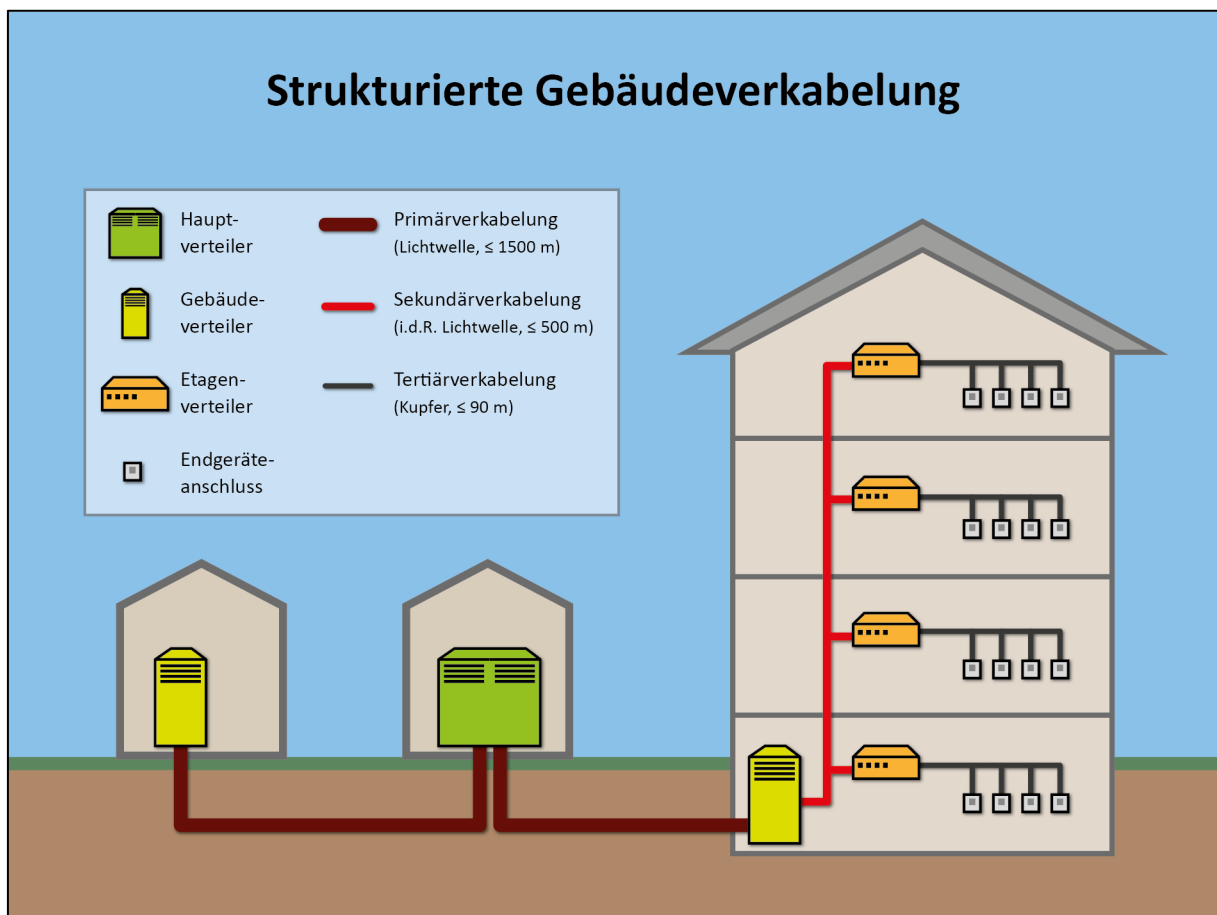 Strukturierte Gebäudeverkabelung
Haupt-
verteiler
Primärverkabelung
(Lichtwelle, ≤ 1500 m)
Gebäude-
verteiler
Sekundärverkabelung
(i.d.R. Lichtwelle, ≤ 500 m)
Etagen-
verteiler
Tertiärverkabelung
(Kupfer, ≤ 90 m)
Endgeräte-
anschluss